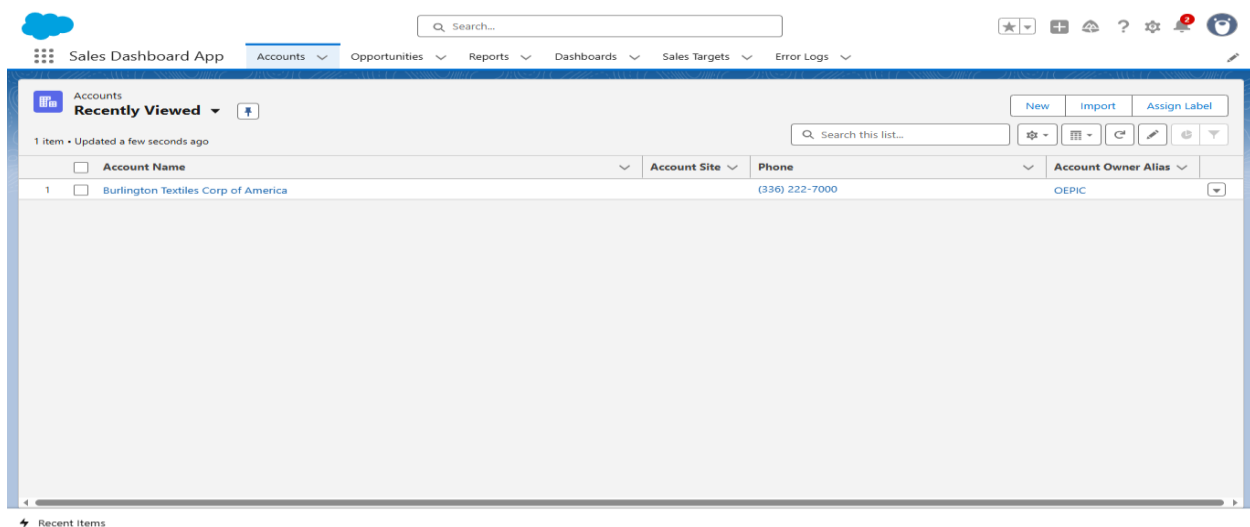 Search...
2
Sales Dashboard App Accounts Opportunities Reports Dashboards Sales Targets Error Logs
Accounts
Recently Viewed
New Import Assign Label
1 item • Updated a few seconds ago
Search this list...
Account Name Account Site Phone Account Owner Alias
1 Burlington Textiles Corp of America (336) 222-7000 OEPIC
Recent Items